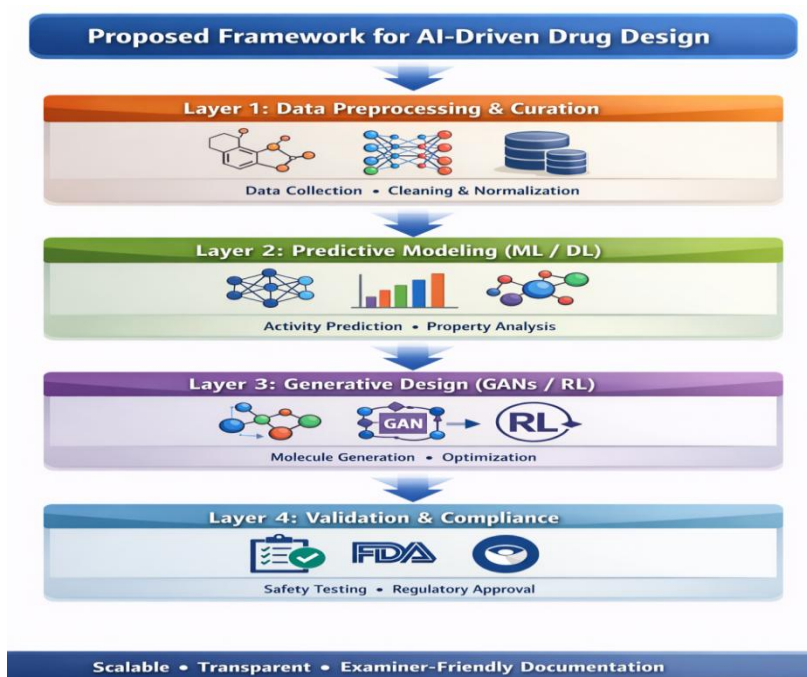 Proposed Framework for AI-Driven Drug Design
Layer 1: Data Preprocessing & Curation
Data Collection • Cleaning & Normalization
Layer 2: Predictive Modeling (ML / DL)
Activity Prediction • Property Analysis
Layer 3: Generative Design (GANs / RL)
GAN
RL
Molecule Generation • Optimization
Layer 4: Validation & Compliance
FDA
Safety Testing • Regulatory Approval
Scalable • Transparent • Examiner-Friendly Documentation